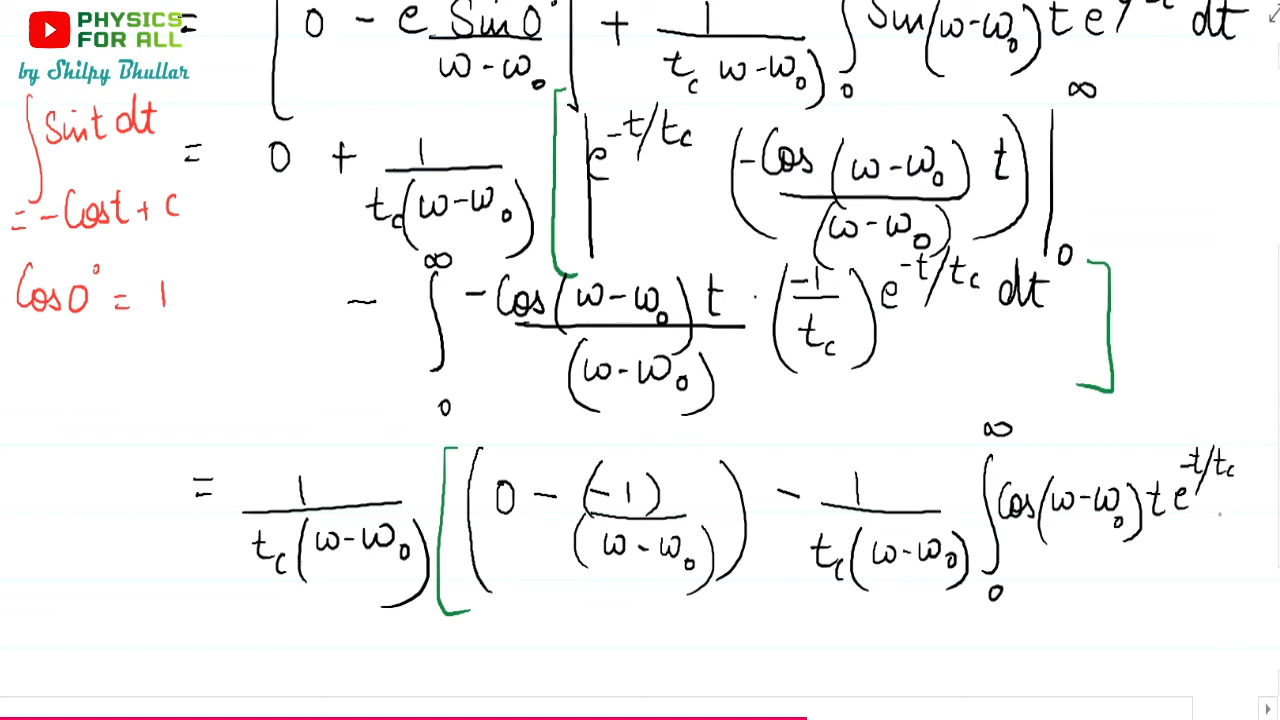 PHYSICS
FOR ALL
by Shilpy Bhullar
= [ 0 - e Sin0° / ω-ω₀ ] + 1 / t_c ω-ω₀) ∫₀ Sin(ω-ω₀)t e dt
∫ Sint dt
= -Cost + c
Cos0° = 1
= 0 + 1 / t_c(ω-ω₀) [ | e^{-t/t_c} ( -Cos(ω-ω₀)t / (ω-ω₀) ) |₀^∞
- ∫₀^∞ -Cos(ω-ω₀)t / (ω-ω₀) · (-1 / t_c) e^{-t/t_c} dt ]
= 1 / t_c(ω-ω₀) [ ( 0 - (-1) / (ω-ω₀) ) - 1 / t_c(ω-ω₀) ∫₀^∞ Cos(ω-ω₀)t e^{-t/t_c}